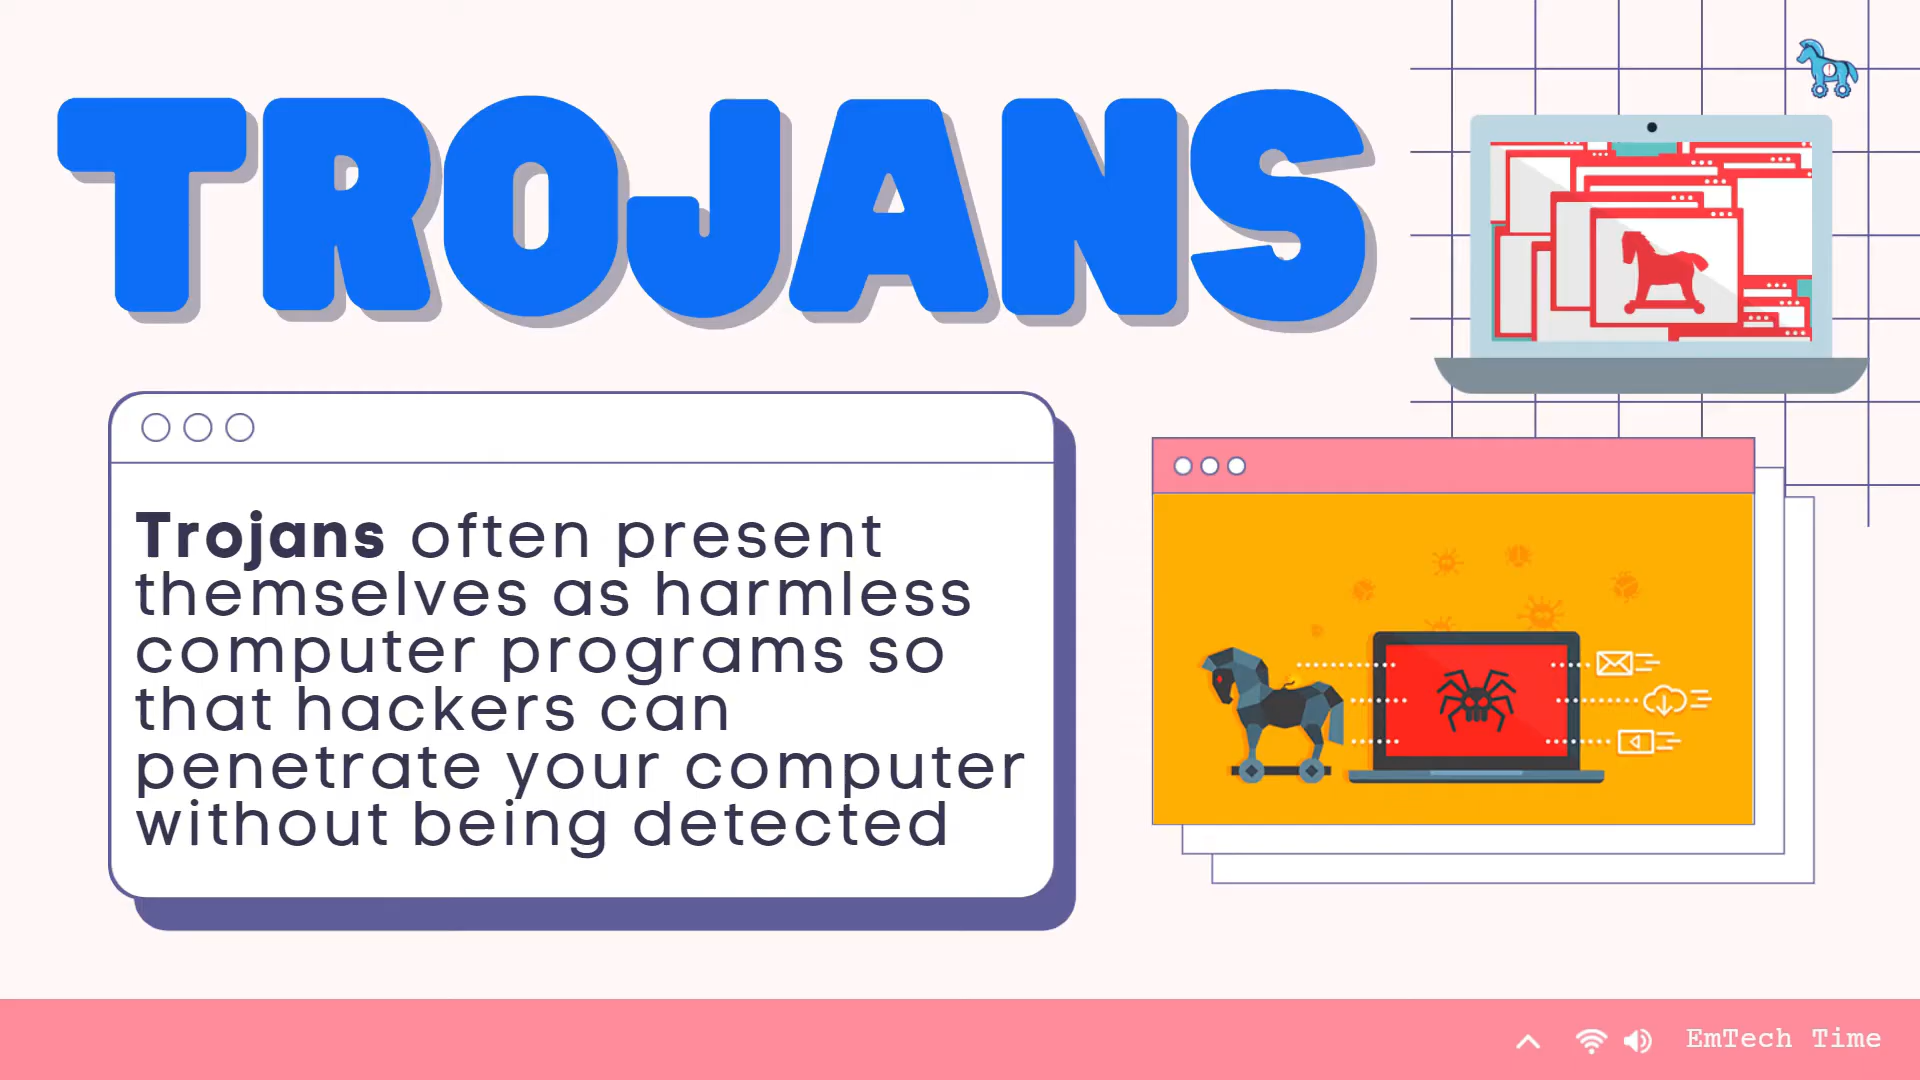 TROJANS
Trojans often present
themselves as harmless
computer programs so
that hackers can
penetrate your computer
without being detected
EmTech Time